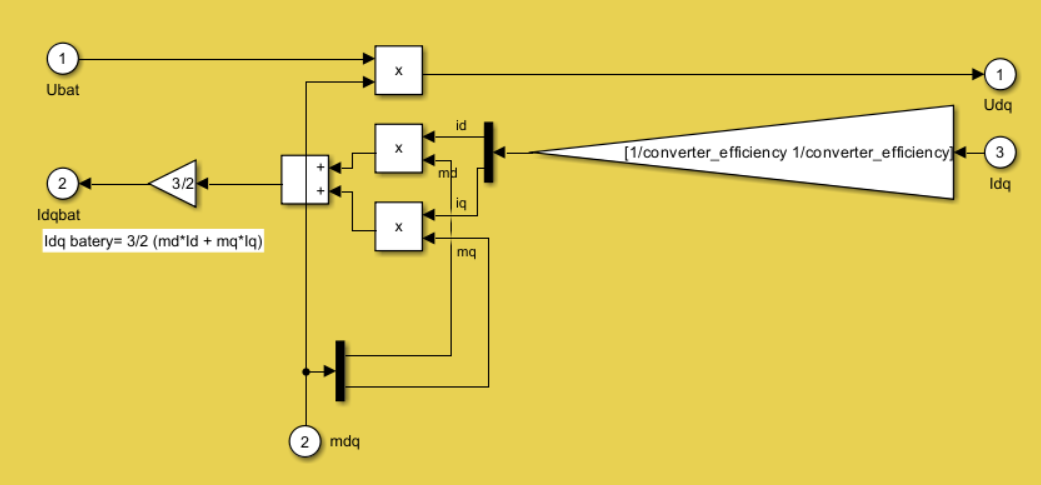 1
Ubat
x
1
Udq
id
x
md
[1/converter_efficiency 1/converter_efficiency]
3
Idq
+
+
3/2
2
Idqbat
iq
x
mq
Idq batery= 3/2 (md*Id + mq*Iq)
2
mdq